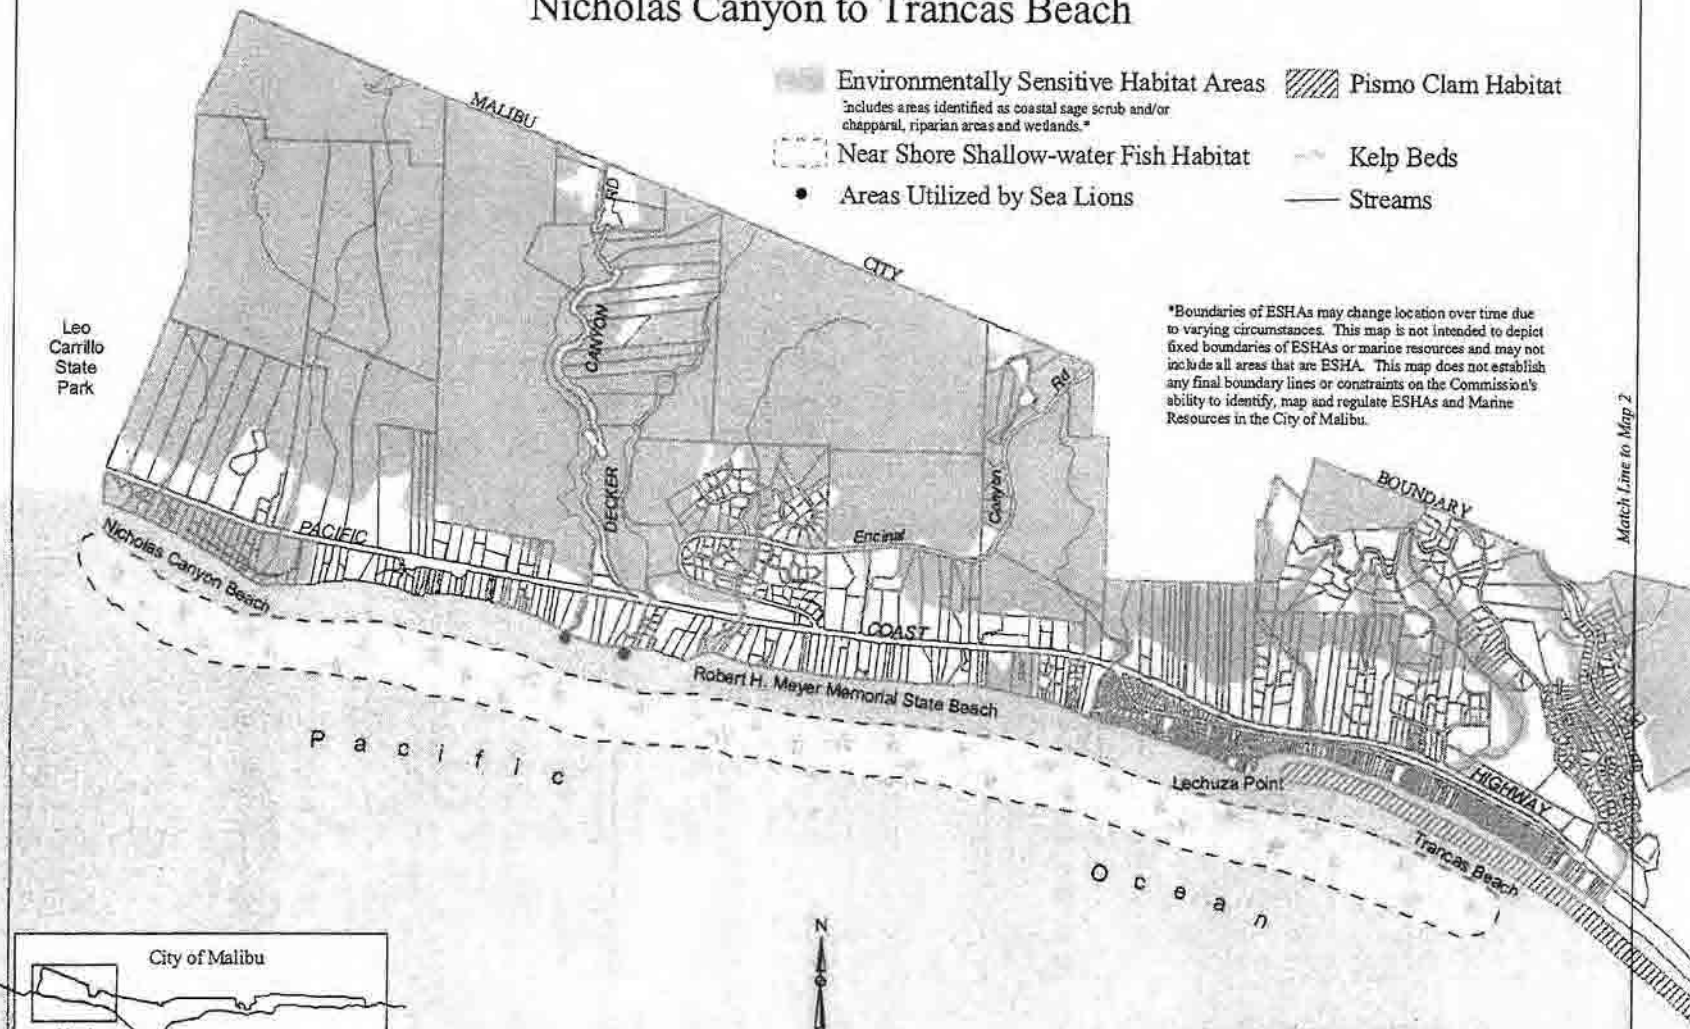 Nicholas Canyon to Trancas Beach
Environmentally Sensitive Habitat Areas
Includes areas identified as coastal sage scrub and/or
chapparal, riparian areas and wetlands.*
Near Shore Shallow-water Fish Habitat
Areas Utilized by Sea Lions
Pismo Clam Habitat
Kelp Beds
Streams
MALIBU
CITY
BOUNDARY
*Boundaries of ESHAs may change location over time due
to varying circumstances. This map is not intended to depict
fixed boundaries of ESHAs or marine resources and may not
include all areas that are ESHA. This map does not establish
any final boundary lines or constraints on the Commission's
ability to identify, map and regulate ESHAs and Marine
Resources in the City of Malibu.
Match Line to Map 2
Leo
Carrillo
State
Park
RD
CANYON
DECKER
Rd
Canyon
Encinal
PACIFIC
COAST
HIGHWAY
Nicholas Canyon Beach
Robert H. Meyer Memorial State Beach
Lechuza Point
Trancas Beach
Pacific
Ocean
N
City of Malibu